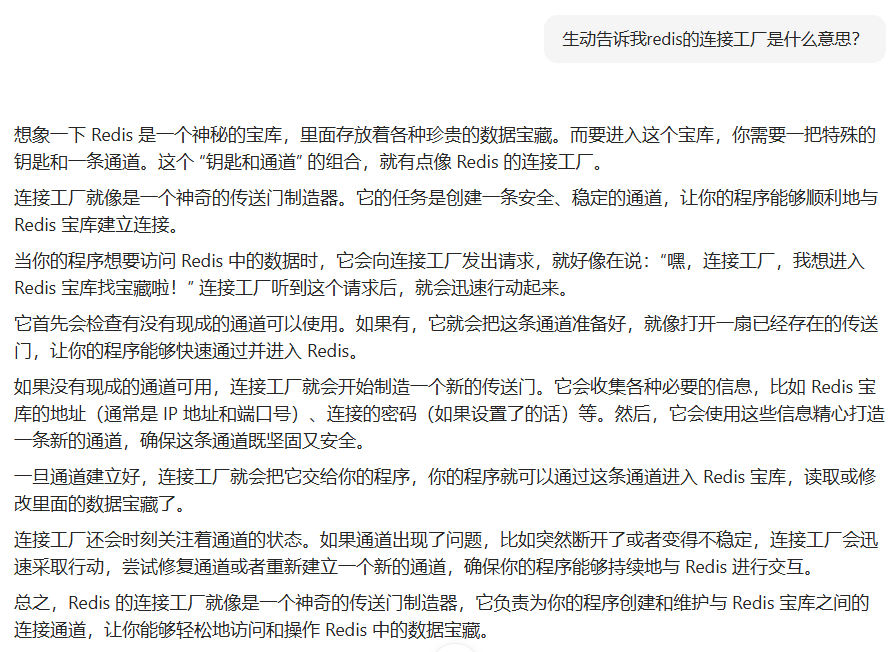 生动告诉我redis的连接工厂是什么意思？
想象一下 Redis 是一个神秘的宝库，里面存放着各种珍贵的数据宝藏。而要进入这个宝库，你需要一把特殊的
钥匙和一条通道。这个 “钥匙和通道” 的组合，就有点像 Redis 的连接工厂。
连接工厂就像是一个神奇的传送门制造器。它的任务是创建一条安全、稳定的通道，让你的程序能够顺利地与
Redis 宝库建立连接。
当你的程序想要访问 Redis 中的数据时，它会向连接工厂发出请求，就好像在说：“嘿，连接工厂，我想进入
Redis 宝库找宝藏啦！” 连接工厂听到这个请求后，就会迅速行动起来。
它首先会检查有没有现成的通道可以使用。如果有，它就会把这条通道准备好，就像打开一扇已经存在的传送
门，让你的程序能够快速通过并进入 Redis。
如果没有现成的通道可用，连接工厂就会开始制造一个新的传送门。它会收集各种必要的信息，比如 Redis 宝
库的地址（通常是 IP 地址和端口号）、连接的密码（如果设置了的话）等。然后，它会使用这些信息精心打造
一条新的通道，确保这条通道既坚固又安全。
一旦通道建立好，连接工厂就会把它交给你的程序，你的程序就可以通过这条通道进入 Redis 宝库，读取或修
改里面的数据宝藏了。
连接工厂还会时刻关注着通道的状态。如果通道出现了问题，比如突然断开了或者变得不稳定，连接工厂会迅
速采取行动，尝试修复通道或者重新建立一个新的通道，确保你的程序能够持续地与 Redis 进行交互。
总之，Redis 的连接工厂就像是一个神奇的传送门制造器，它负责为你的程序创建和维护与 Redis 宝库之间的
连接通道，让你能够轻松地访问和操作 Redis 中的数据宝藏。